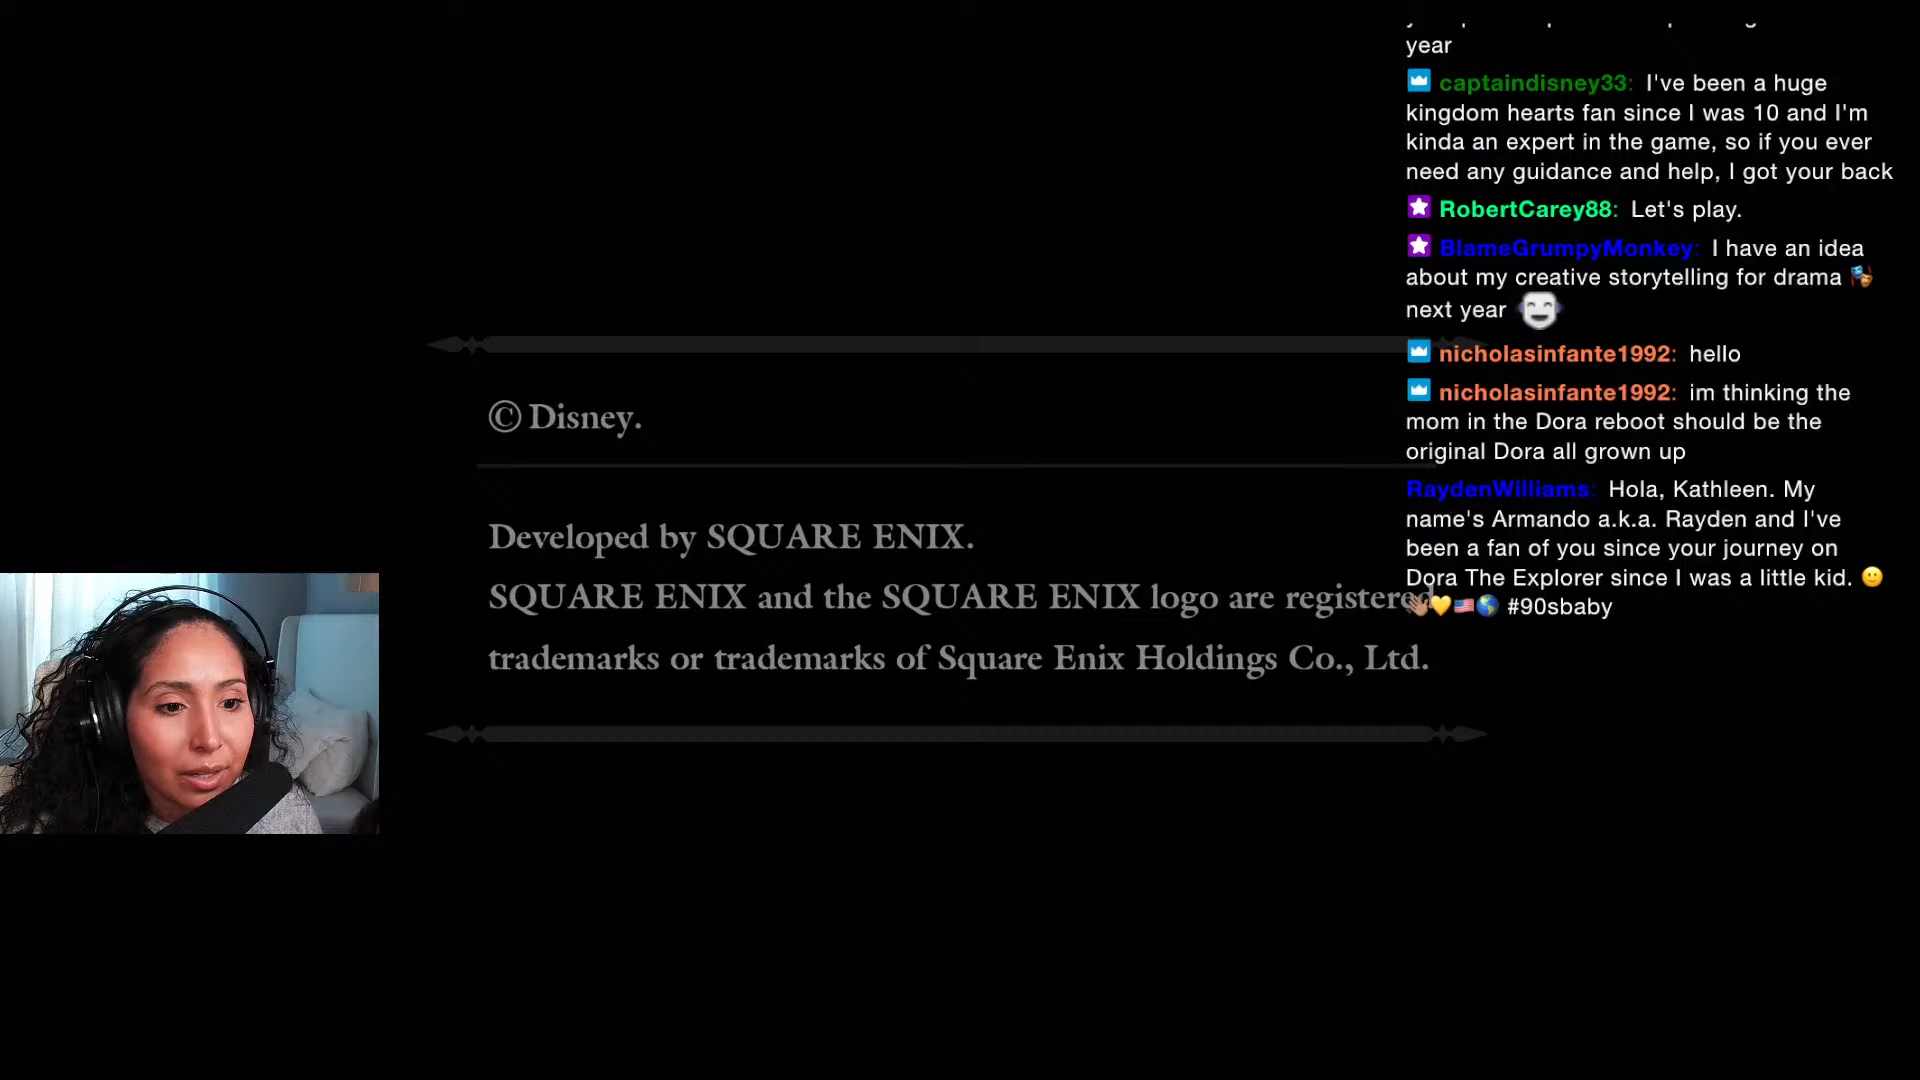 year
captaindisney33: I've been a huge
kingdom hearts fan since I was 10 and I'm
kinda an expert in the game, so if you ever
need any guidance and help, I got your back
RobertCarey88: Let's play.
BlameGrumpyMonkey: I have an idea
about my creative storytelling for drama 🎭
next year
nicholasinfante1992: hello
nicholasinfante1992: im thinking the
mom in the Dora reboot should be the
original Dora all grown up
RaydenWilliams: Hola, Kathleen. My
name's Armando a.k.a. Rayden and I've
been a fan of you since your journey on
Dora The Explorer since I was a little kid. 🙂
👋🏽💛🇺🇸🌎 #90sbaby
© Disney.
Developed by SQUARE ENIX.
SQUARE ENIX and the SQUARE ENIX logo are registered
trademarks or trademarks of Square Enix Holdings Co., Ltd.